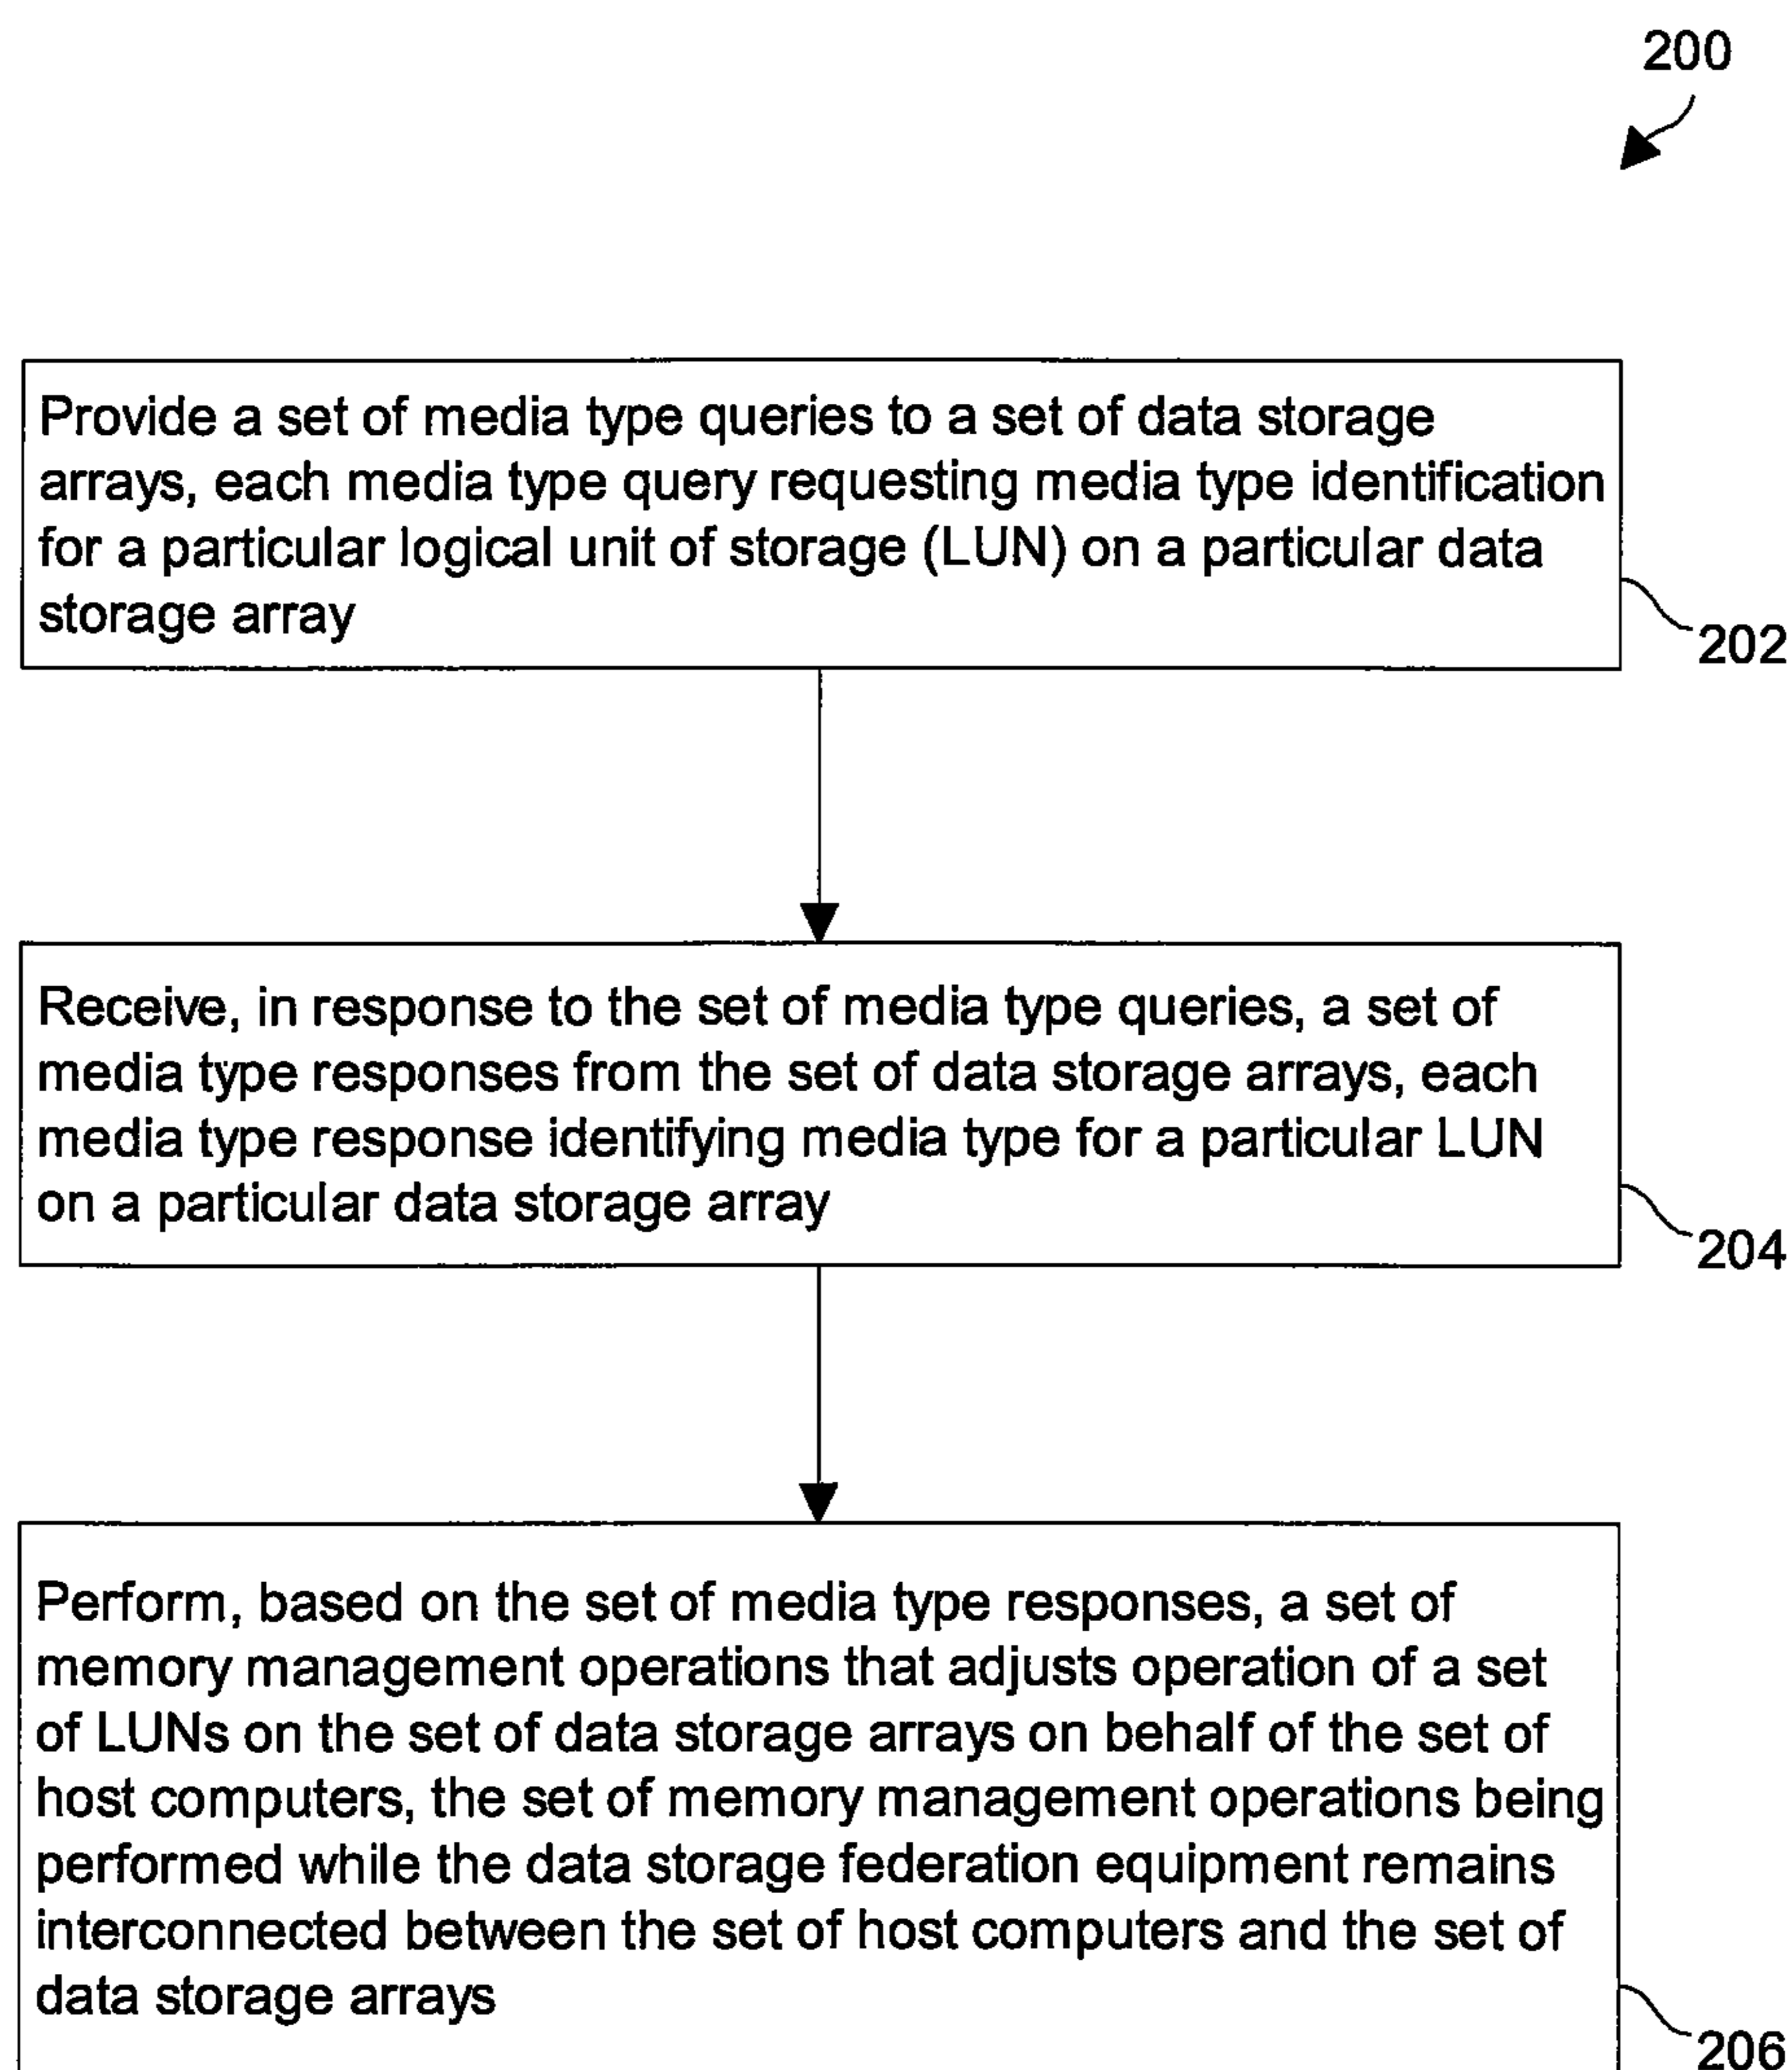 200
Provide a set of media type queries to a set of data storage
arrays, each media type query requesting media type identification
for a particular logical unit of storage (LUN) on a particular data
storage array
202
Receive, in response to the set of media type queries, a set of
media type responses from the set of data storage arrays, each
media type response identifying media type for a particular LUN
on a particular data storage array
204
Perform, based on the set of media type responses, a set of
memory management operations that adjusts operation of a set
of LUNs on the set of data storage arrays on behalf of the set of
host computers, the set of memory management operations being
performed while the data storage federation equipment remains
interconnected between the set of host computers and the set of
data storage arrays
206